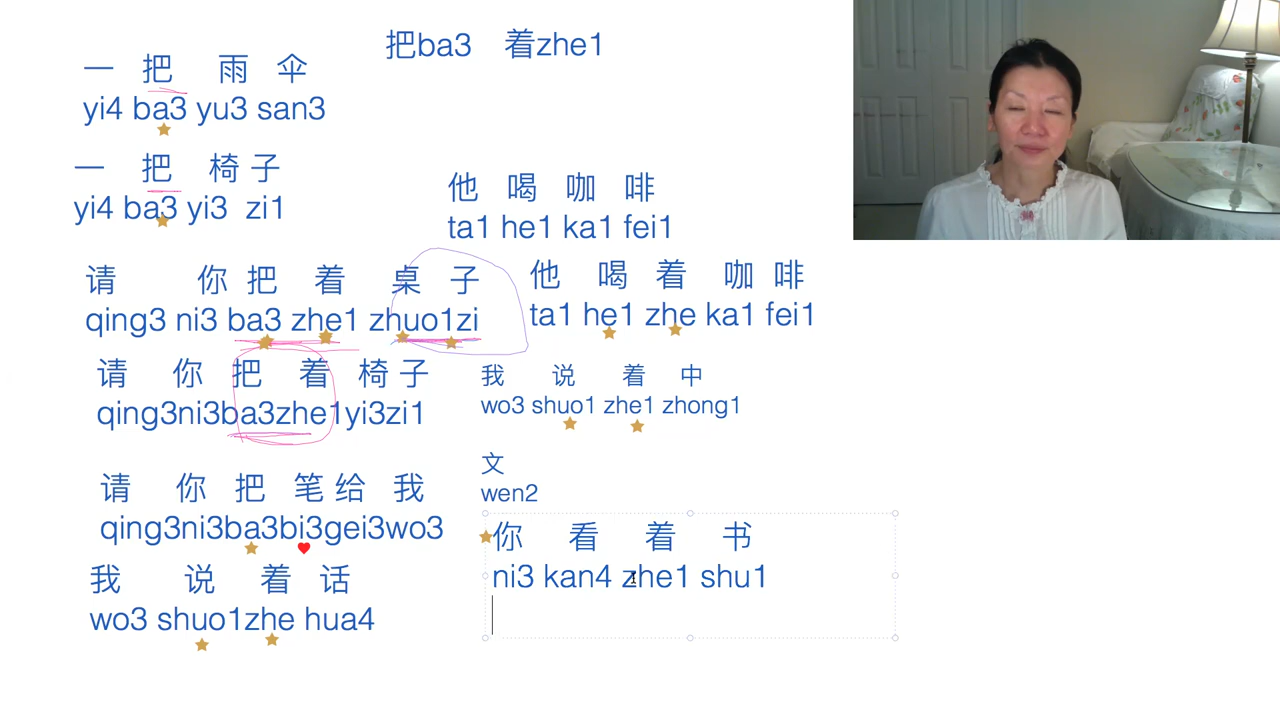 把ba3 着zhe1
一 把 雨 伞
yi4 ba3 yu3 san3
一 把 椅 子
yi4 ba3 yi3 zi1
请 你 把 着 桌 子
qing3 ni3 ba3 zhe1 zhuo1zi
请 你 把 着 椅 子
qing3ni3ba3zhe1yi3zi1
请 你 把 笔 给 我
qing3ni3ba3bi3gei3wo3
我 说 着 话
wo3 shuo1zhe hua4
他 喝 咖 啡
ta1 he1 ka1 fei1
他 喝 着 咖 啡
ta1 he1 zhe ka1 fei1
我 说 着 中
wo3 shuo1 zhe1 zhong1
文
wen2
你 看 着 书
ni3 kan4 zhe1 shu1